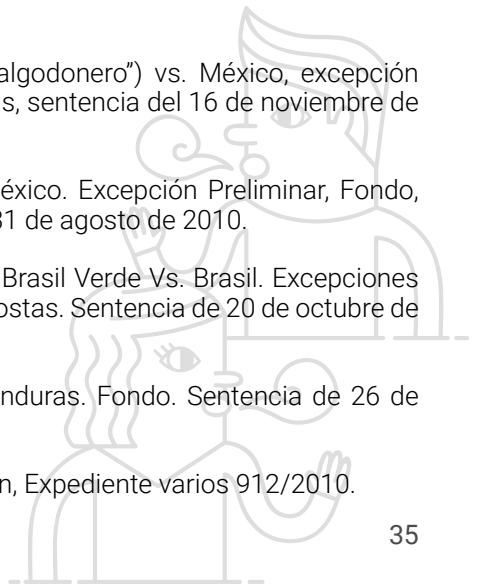 algodonero”) vs. México, excepción
s, sentencia del 16 de noviembre de
éxico. Excepción Preliminar, Fondo,
31 de agosto de 2010.
Brasil Verde Vs. Brasil. Excepciones
ostas. Sentencia de 20 de octubre de
nduras. Fondo. Sentencia de 26 de
n, Expediente varios 912/2010.
35